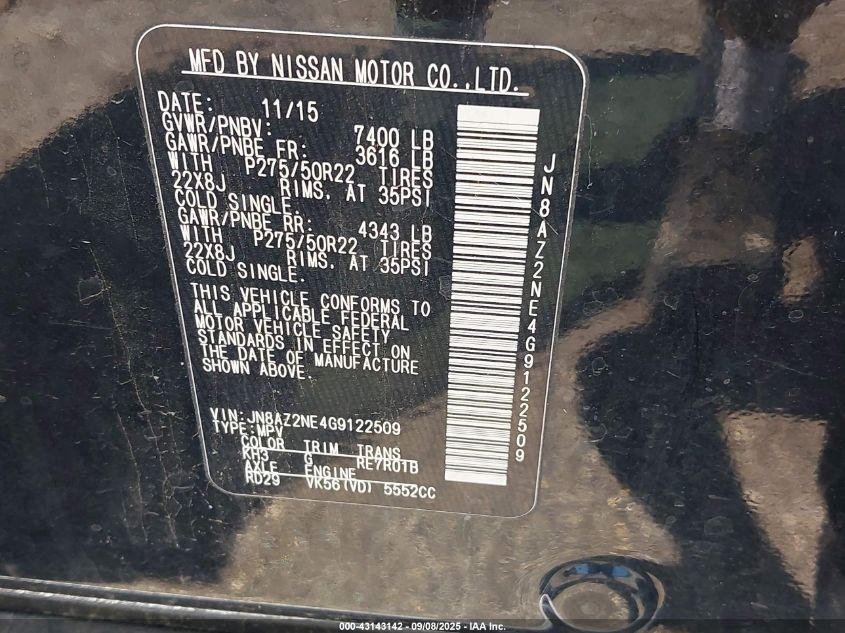 MFD BY NISSAN MOTOR CO.,LTD.
DATE: 11/15
GVWR/PNBV: 7400 LB
GAWR/PNBE FR: 3616 LB
WITH P275/50R22 TIRES
22X8J RIMS, AT 35PSI
COLD SINGLE.
GAWR/PNBE RR: 4343 LB
WITH P275/50R22 TIRES
22X8J RIMS, AT 35PSI
COLD SINGLE.
THIS VEHICLE CONFORMS TO
ALL APPLICABLE FEDERAL
MOTOR VEHICLE SAFETY
STANDARDS IN EFFECT ON
THE DATE OF MANUFACTURE
SHOWN ABOVE.
VIN:JN8AZ2NE4G9122509
TYPE:MPV
COLOR TRIM TRANS
KH3 G RE7R01B
AXLE ENGINE
RD29 VK56(VD) 5552CC
JN8AZ2NE4G9122509
000-43143142 - 09/08/2025 - IAA Inc.